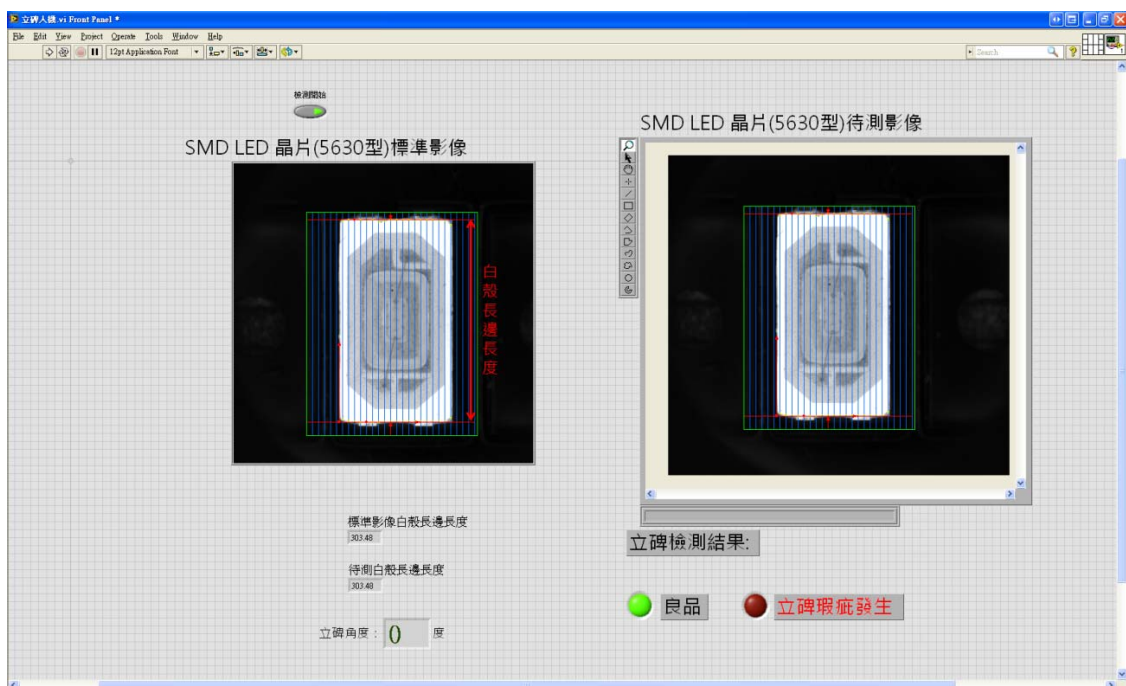 立碑人機.vi Front Panel *
File Edit View Project Operate Tools Window Help
12pt Application Font
Search
檢測開始
SMD LED 晶片(5630型)標準影像
SMD LED 晶片(5630型)待測影像
白殼長邊長度
標準影像白殼長邊長度
303.48
待側白殼長邊長度
303.48
立碑角度： 0 度
立碑檢測結果:
良品
立碑瑕疵發生